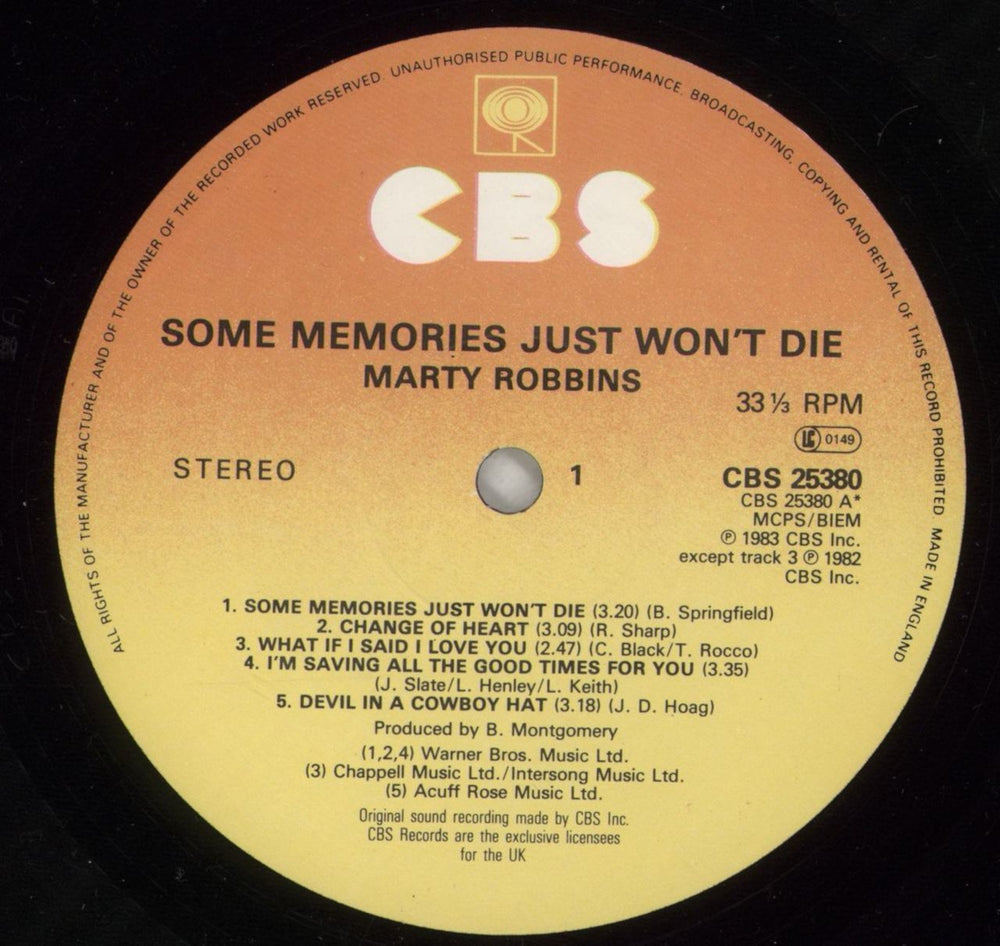 ALL RIGHTS OF THE MANUFACTURER AND OF THE OWNER OF THE RECORDED WORK RESERVED. UNAUTHORISED PUBLIC PERFORMANCE. BROADCASTING. COPYING AND RENTAL OF THIS RECORD PROHIBITED MADE IN ENGLAND
CBS
SOME MEMORIES JUST WON'T DIE
MARTY ROBBINS
33 ⅓ RPM
LC 0149
STEREO
1
CBS 25380
CBS 25380 A*
MCPS/BIEM
℗ 1983 CBS Inc.
except track 3 ℗ 1982
CBS Inc.
1. SOME MEMORIES JUST WON'T DIE (3.20) (B. Springfield)
2. CHANGE OF HEART (3.09) (R. Sharp)
3. WHAT IF I SAID I LOVE YOU (2.47) (C. Black/T. Rocco)
4. I'M SAVING ALL THE GOOD TIMES FOR YOU (3.35)
(J. Slate/L. Henley/L. Keith)
5. DEVIL IN A COWBOY HAT (3.18) (J. D. Hoag)
Produced by B. Montgomery
(1,2,4) Warner Bros. Music Ltd.
(3) Chappell Music Ltd./Intersong Music Ltd.
(5) Acuff Rose Music Ltd.
Original sound recording made by CBS Inc.
CBS Records are the exclusive licensees
for the UK